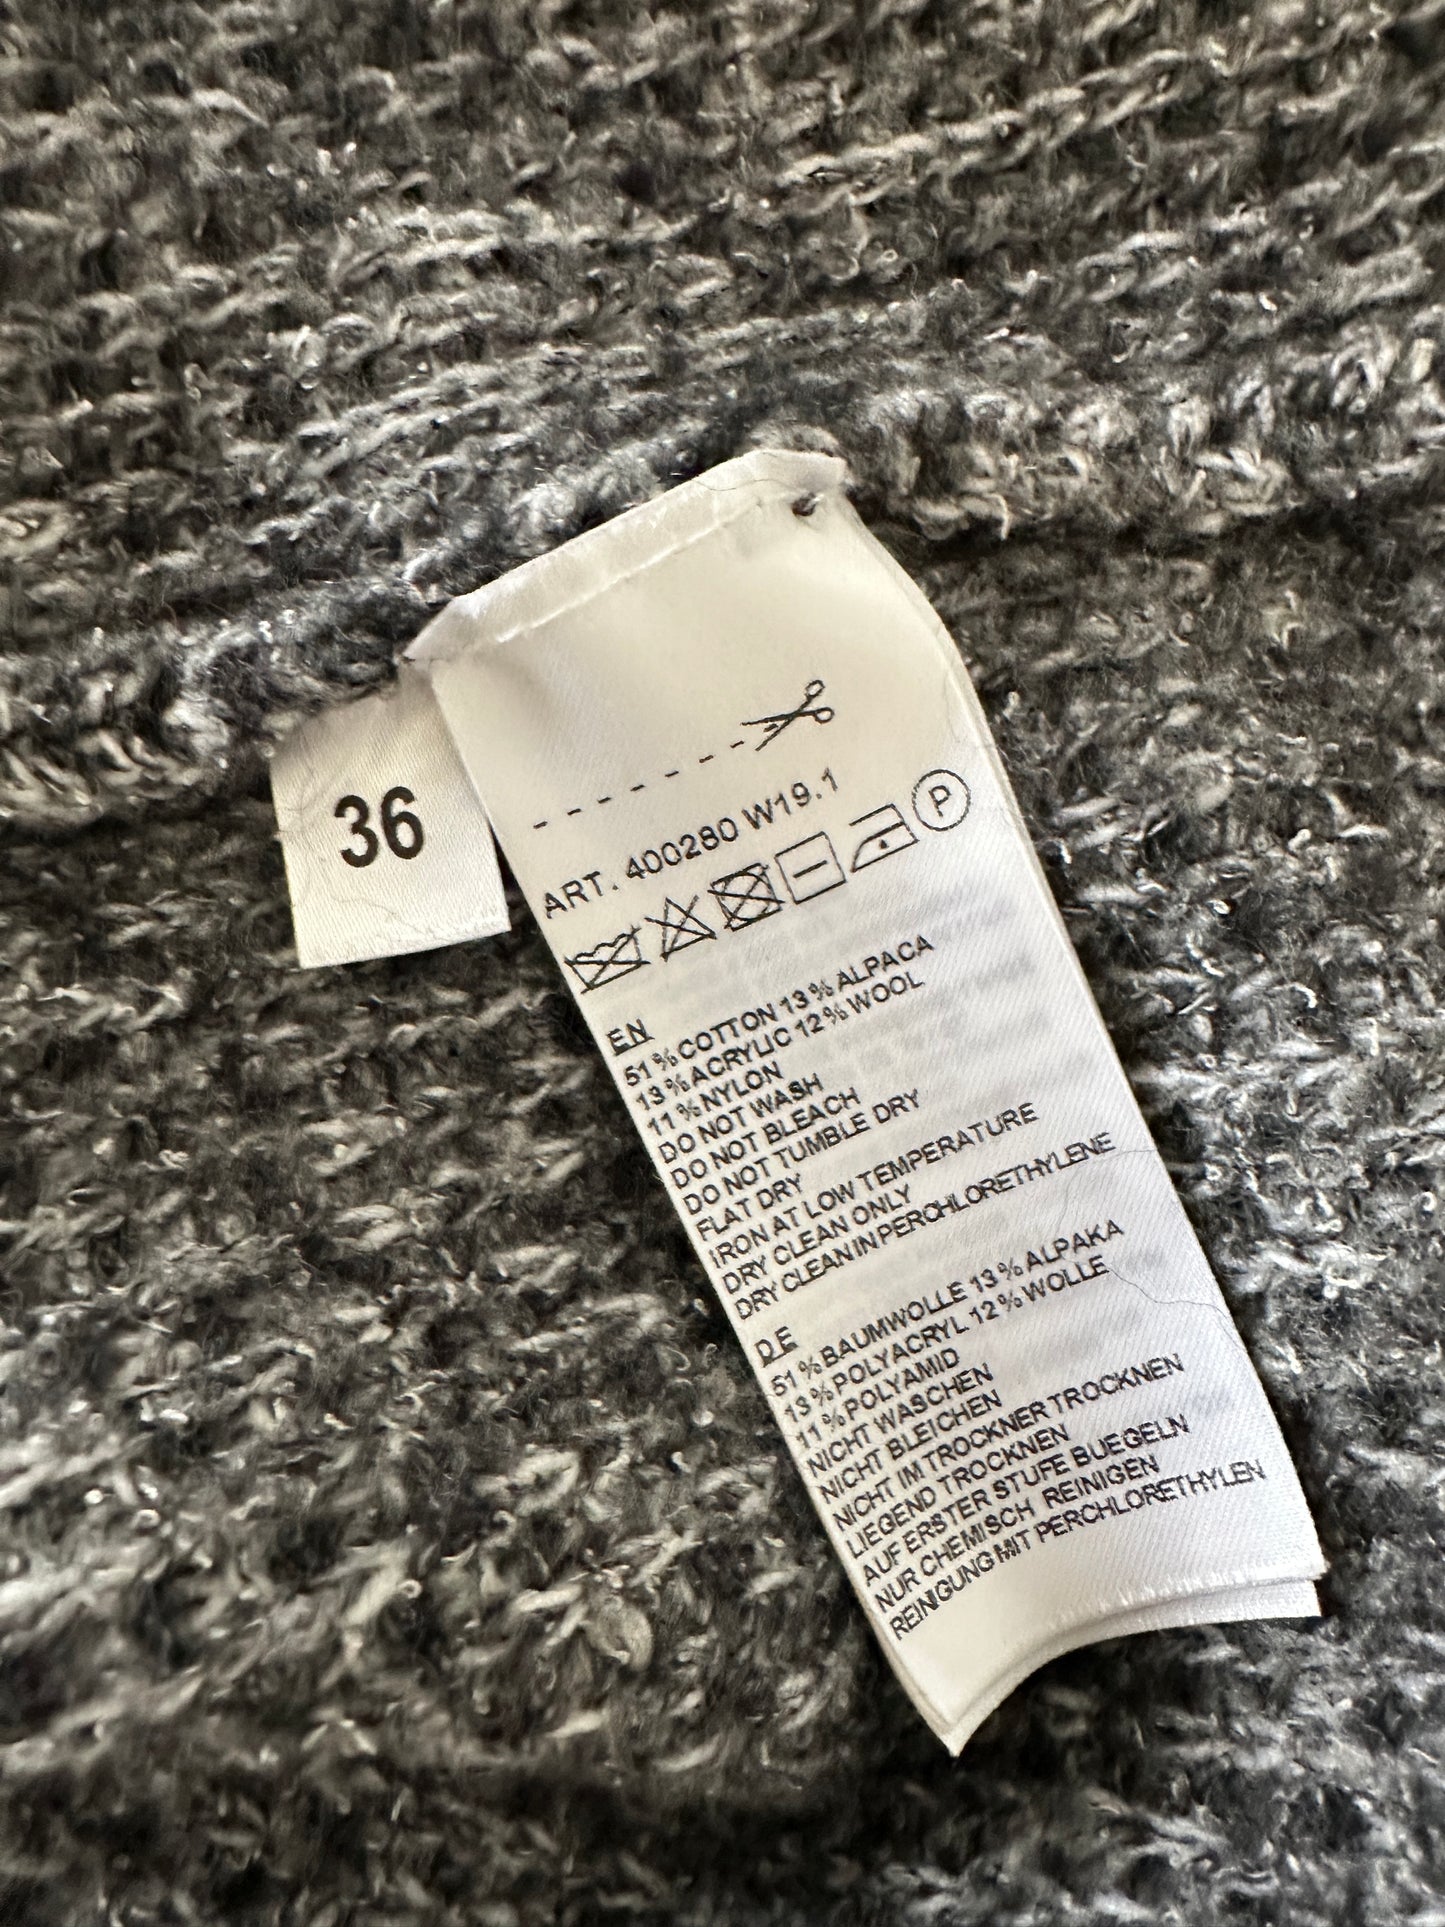 36
ART. 400280 W19.1
P
EN
51% COTTON 13% ALPACA
13% ACRYLIC 12% WOOL
11% NYLON
DO NOT WASH
DO NOT BLEACH
DO NOT TUMBLE DRY
FLAT DRY
IRON AT LOW TEMPERATURE
DRY CLEAN ONLY
DRY CLEAN IN PERCHLORETHYLENE
DE
51% BAUMWOLLE 13% ALPAKA
13% POLYACRYL 12% WOLLE
11% POLYAMID
NICHT WASCHEN
NICHT BLEICHEN
NICHT IM TROCKNER TROCKNEN
LIEGEND TROCKNEN
AUF ERSTER STUFE BUEGELN
NUR CHEMISCH REINIGEN
REINIGUNG MIT PERCHLORETHYLEN